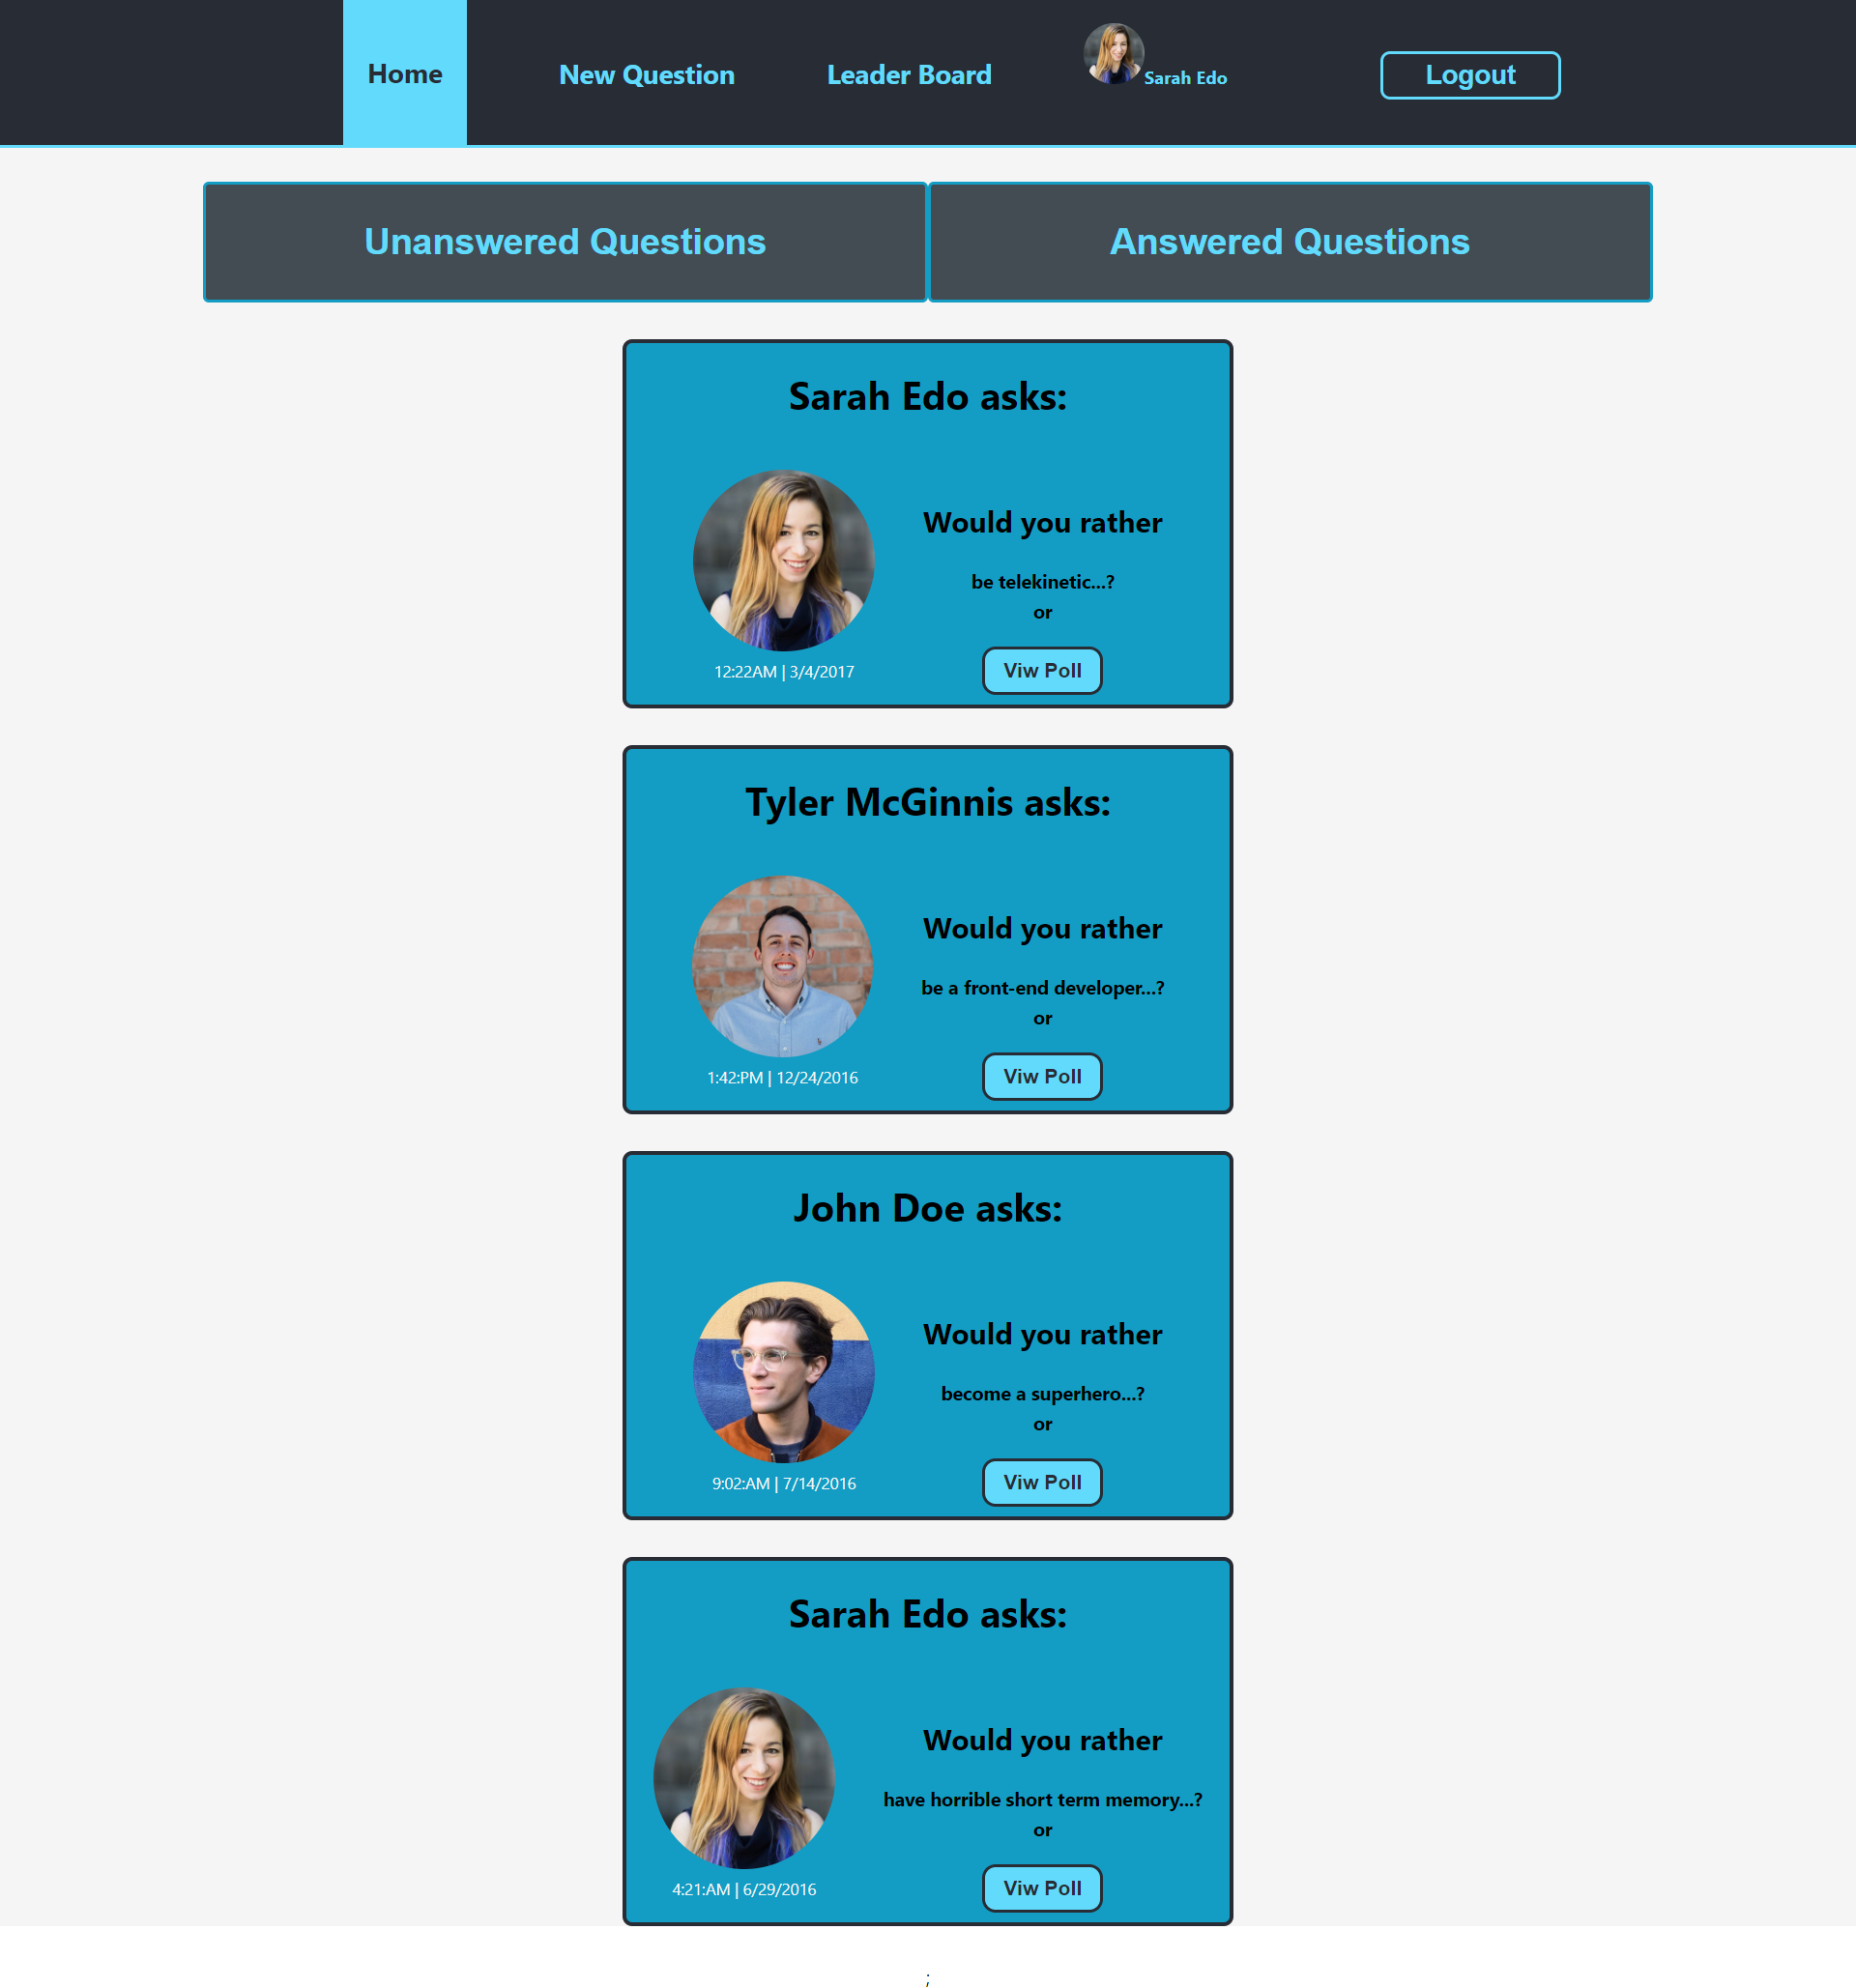 Home New Question Leader Board Sarah Edo Logout
Unanswered Questions Answered Questions
Sarah Edo asks:
Would you rather
be telekinetic...?
or
12:22AM | 3/4/2017
Viw Poll
Tyler McGinnis asks:
Would you rather
be a front-end developer...?
or
1:42:PM | 12/24/2016
Viw Poll
John Doe asks:
Would you rather
become a superhero...?
or
9:02:AM | 7/14/2016
Viw Poll
Sarah Edo asks:
Would you rather
have horrible short term memory...?
or
4:21:AM | 6/29/2016
Viw Poll
;